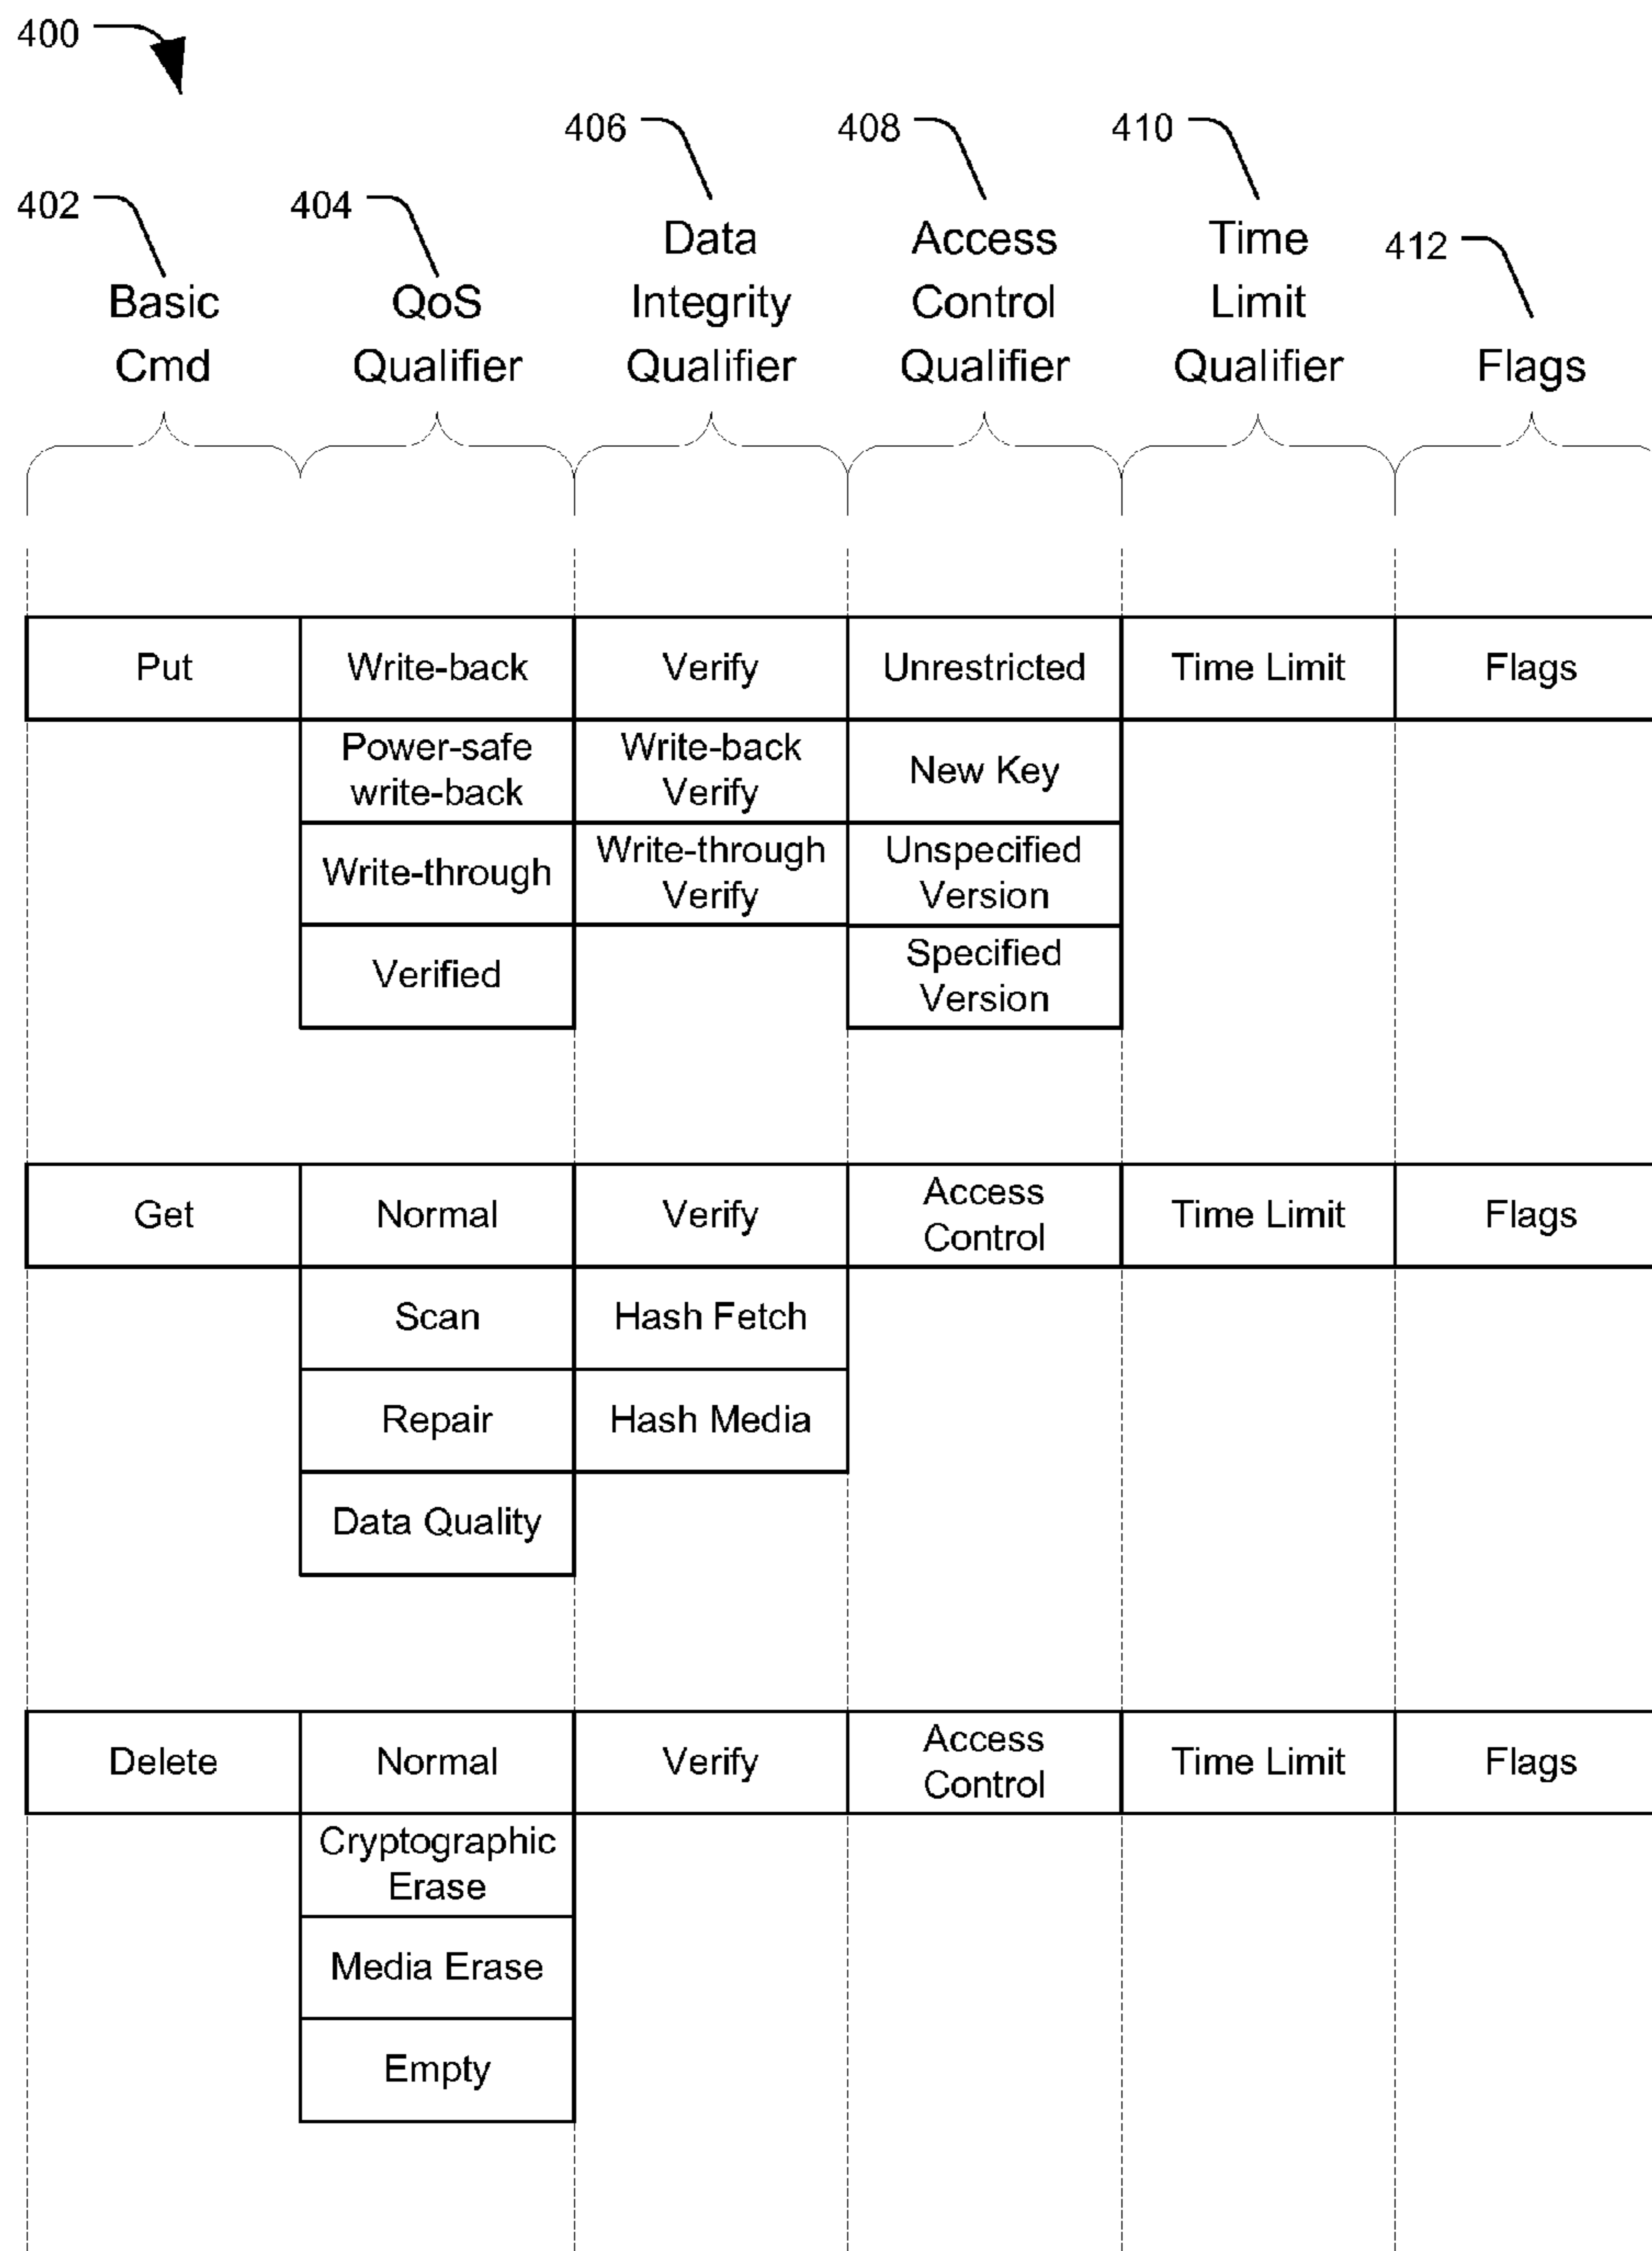 400
406
408
410
402
404
412
Data
Access
Time
Basic
QoS
Integrity
Control
Limit
Cmd
Qualifier
Qualifier
Qualifier
Qualifier
Flags
Put
Write-back
Verify
Unrestricted
Time Limit
Flags
Power-safe
write-back
Write-back
Verify
New Key
Write-through
Write-through
Verify
Unspecified
Version
Verified
Specified
Version
Get
Normal
Verify
Access
Control
Time Limit
Flags
Scan
Hash Fetch
Repair
Hash Media
Data Quality
Delete
Normal
Verify
Access
Control
Time Limit
Flags
Cryptographic
Erase
Media Erase
Empty